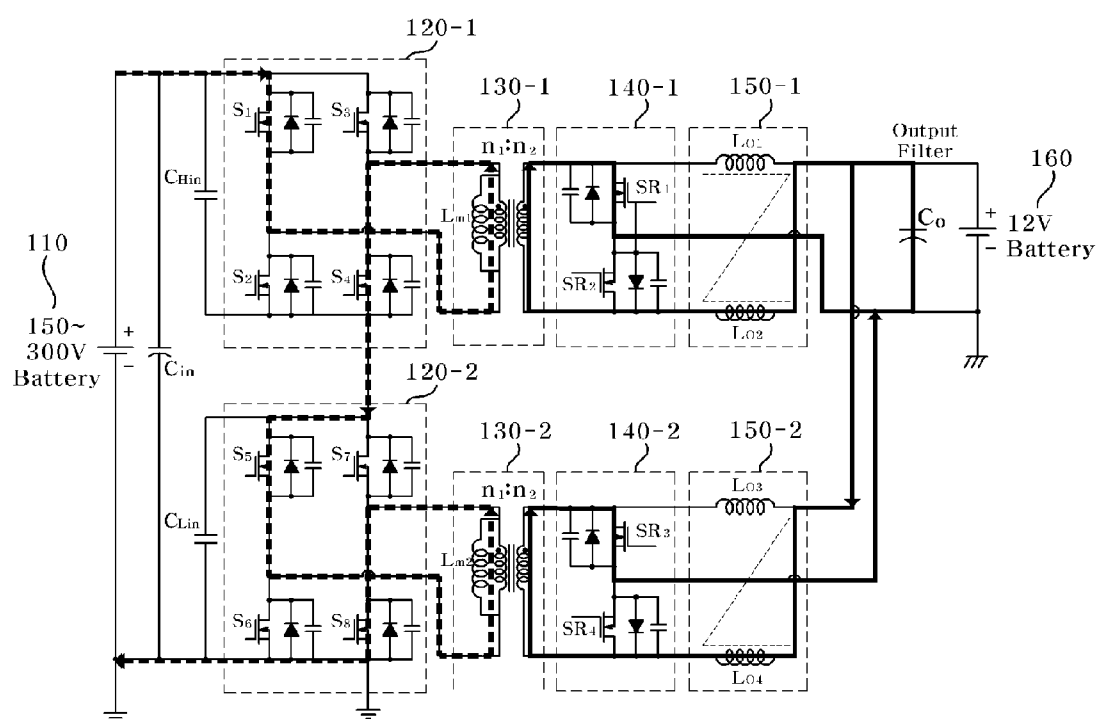 120-1
130-1
140-1
150-1
S1
S3
n1:n2
LO1
Output
Filter
160
CHin
Lm1
SR1
Co
+
12V
-
Battery
110
S2
S4
SR2
LO2
150~
300V
Battery
+
-
Cin
120-2
130-2
140-2
150-2
S5
S7
n1:n2
LO3
CLin
Lm2
SR3
S6
S8
SR4
LO4